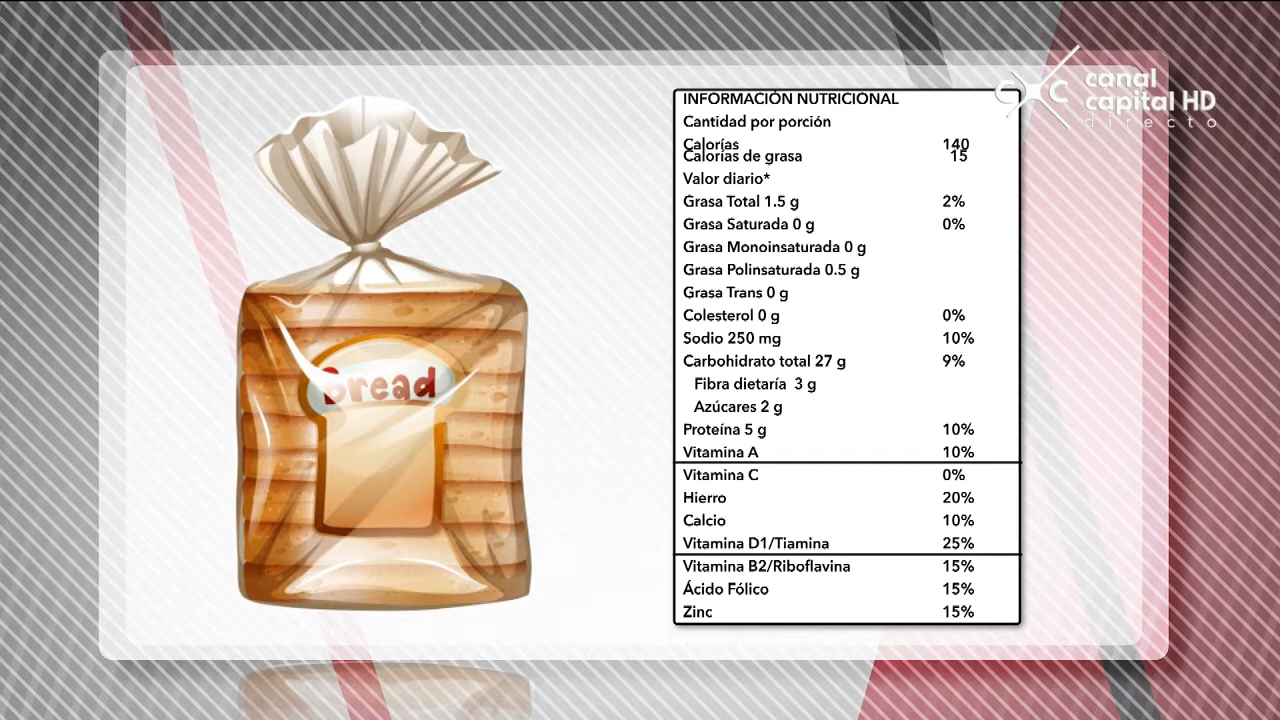 canal
capital HD
directo
Bread
INFORMACIÓN NUTRICIONAL
Cantidad por porción
Calorías 140
Calorías de grasa 15
Valor diario*
Grasa Total 1.5 g 2%
Grasa Saturada 0 g 0%
Grasa Monoinsaturada 0 g
Grasa Polinsaturada 0.5 g
Grasa Trans 0 g
Colesterol 0 g 0%
Sodio 250 mg 10%
Carbohidrato total 27 g 9%
Fibra dietaría 3 g
Azúcares 2 g
Proteína 5 g 10%
Vitamina A 10%
Vitamina C 0%
Hierro 20%
Calcio 10%
Vitamina D1/Tiamina 25%
Vitamina B2/Riboflavina 15%
Ácido Fólico 15%
Zinc 15%